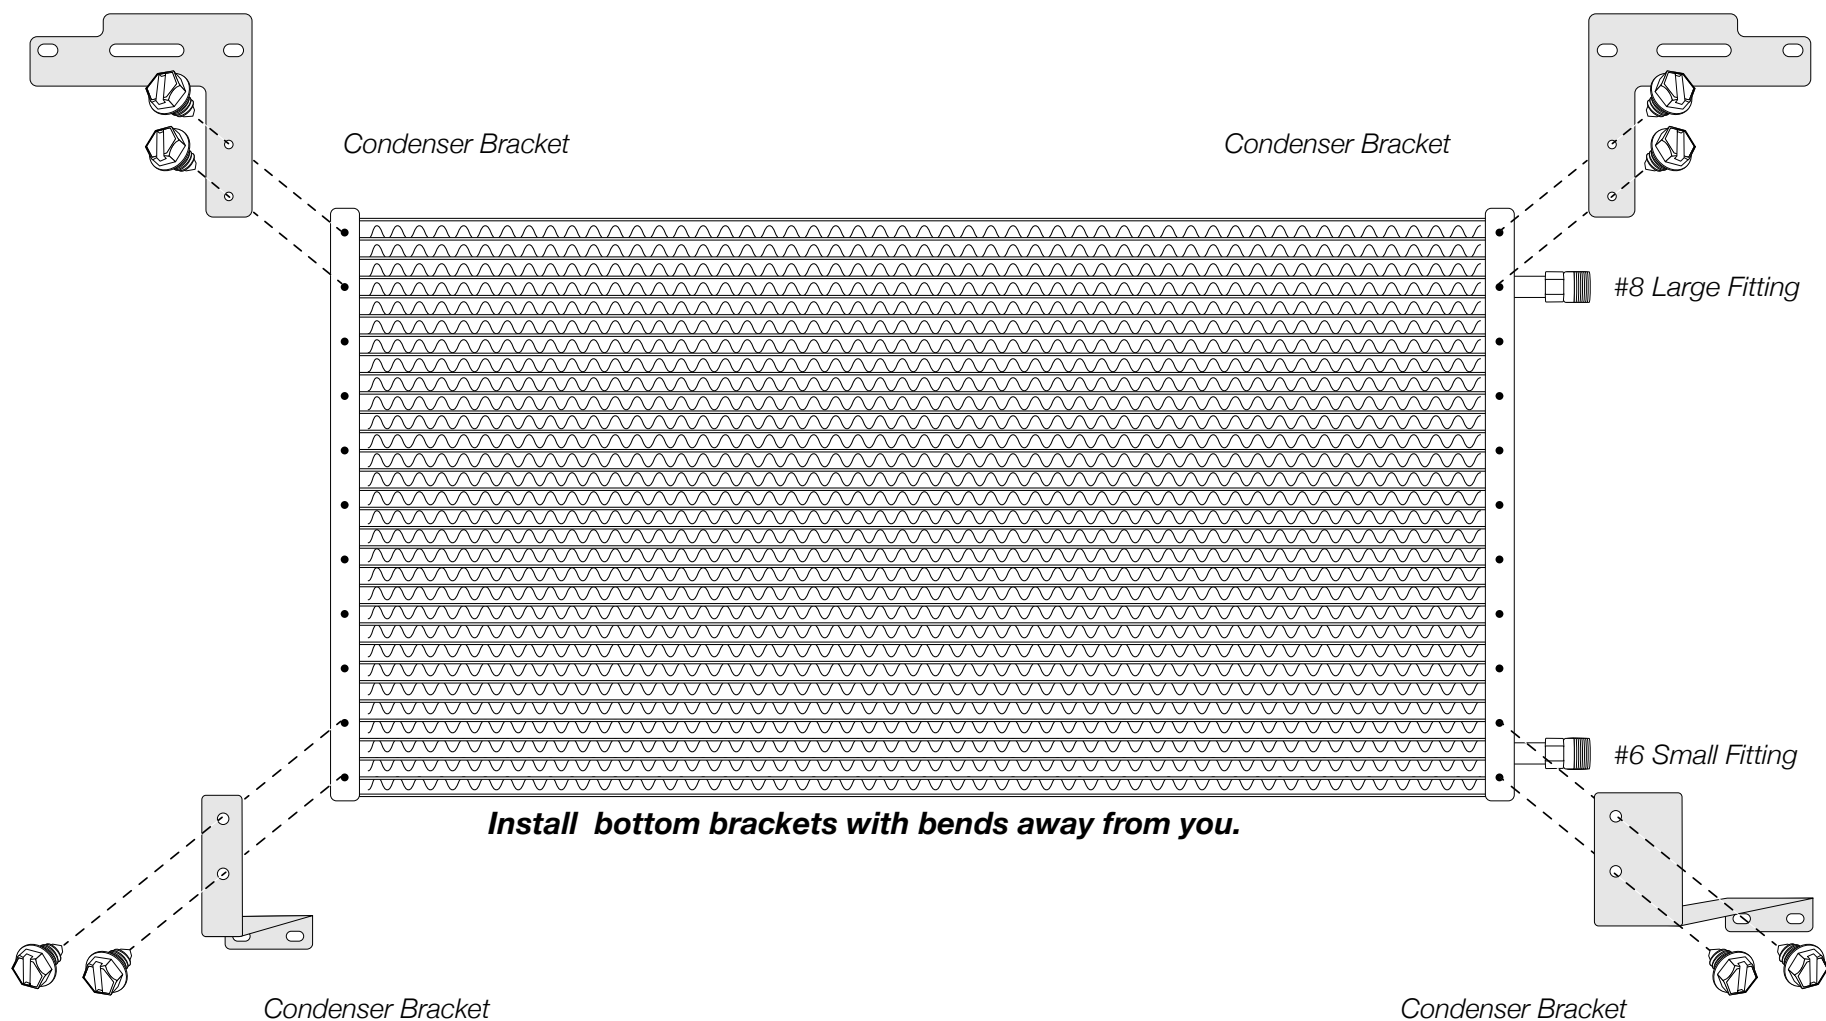 Condenser Bracket
Condenser Bracket
#8 Large Fitting
#6 Small Fitting
Install  bottom brackets with bends away from you.
Condenser Bracket
Condenser Bracket